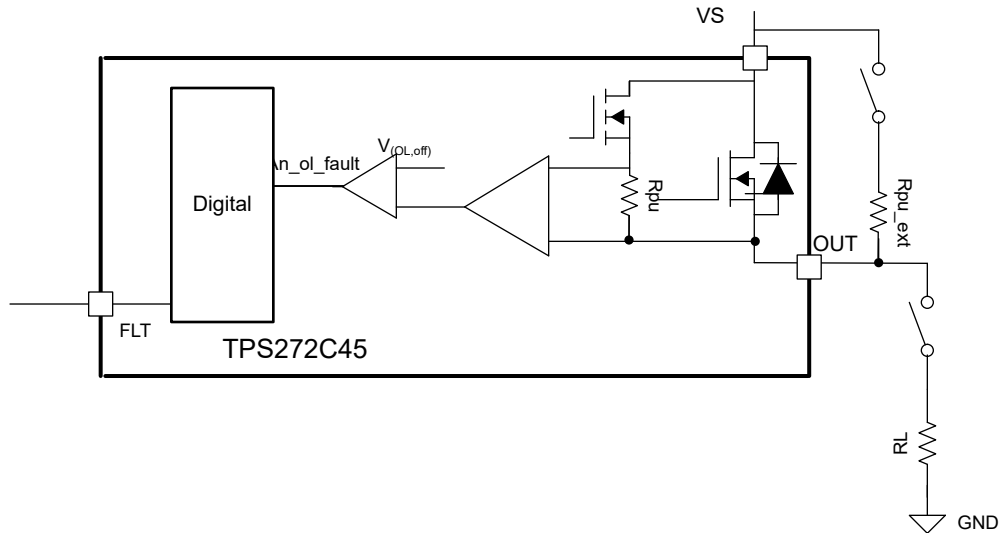 VS
V(OL,off)
An_ol_fault
Digital
Rpu
Rpu_ext
OUT
FLT
TPS272C45
RL
GND